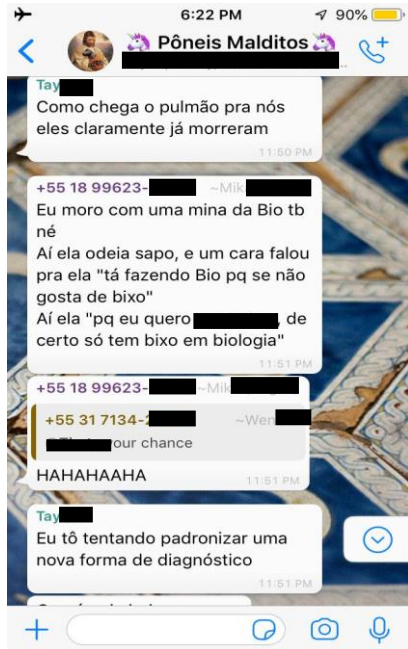 6:22 PM
90%
🦄 Pôneis Malditos 🦄
Tay
Como chega o pulmão pra nós
eles claramente já morreram
11:50 PM
+55 18 99623-
~Mik
Eu moro com uma mina da Bio tb
né
Aí ela odeia sapo, e um cara falou
pra ela "tá fazendo Bio pq se não
gosta de bixo"
Aí ela "pq eu quero , de
certo só tem bixo em biologia"
11:51 PM
+55 18 99623-
~Mik
+55 31 7134-
~Wen
your chance
HAHAHAAHA
11:51 PM
Tay
Eu tô tentando padronizar uma
nova forma de diagnóstico
11:51 PM